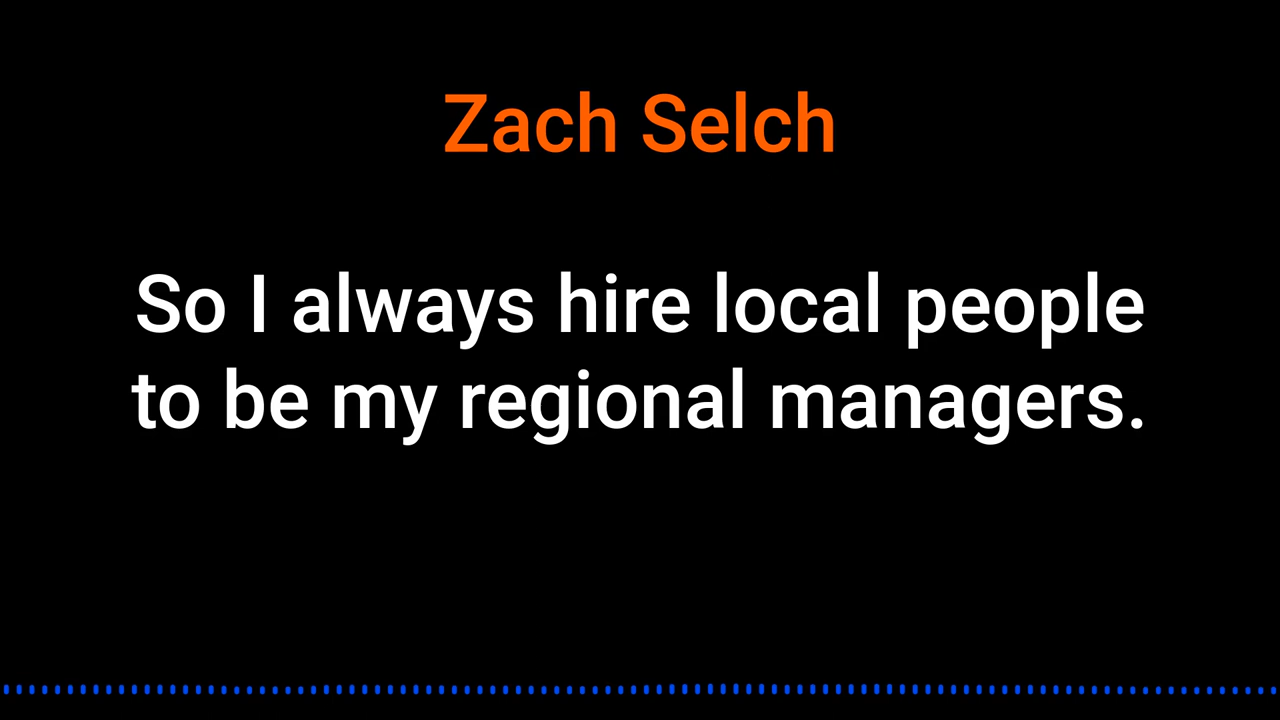 Zach Selch
So I always hire local people
to be my regional managers.